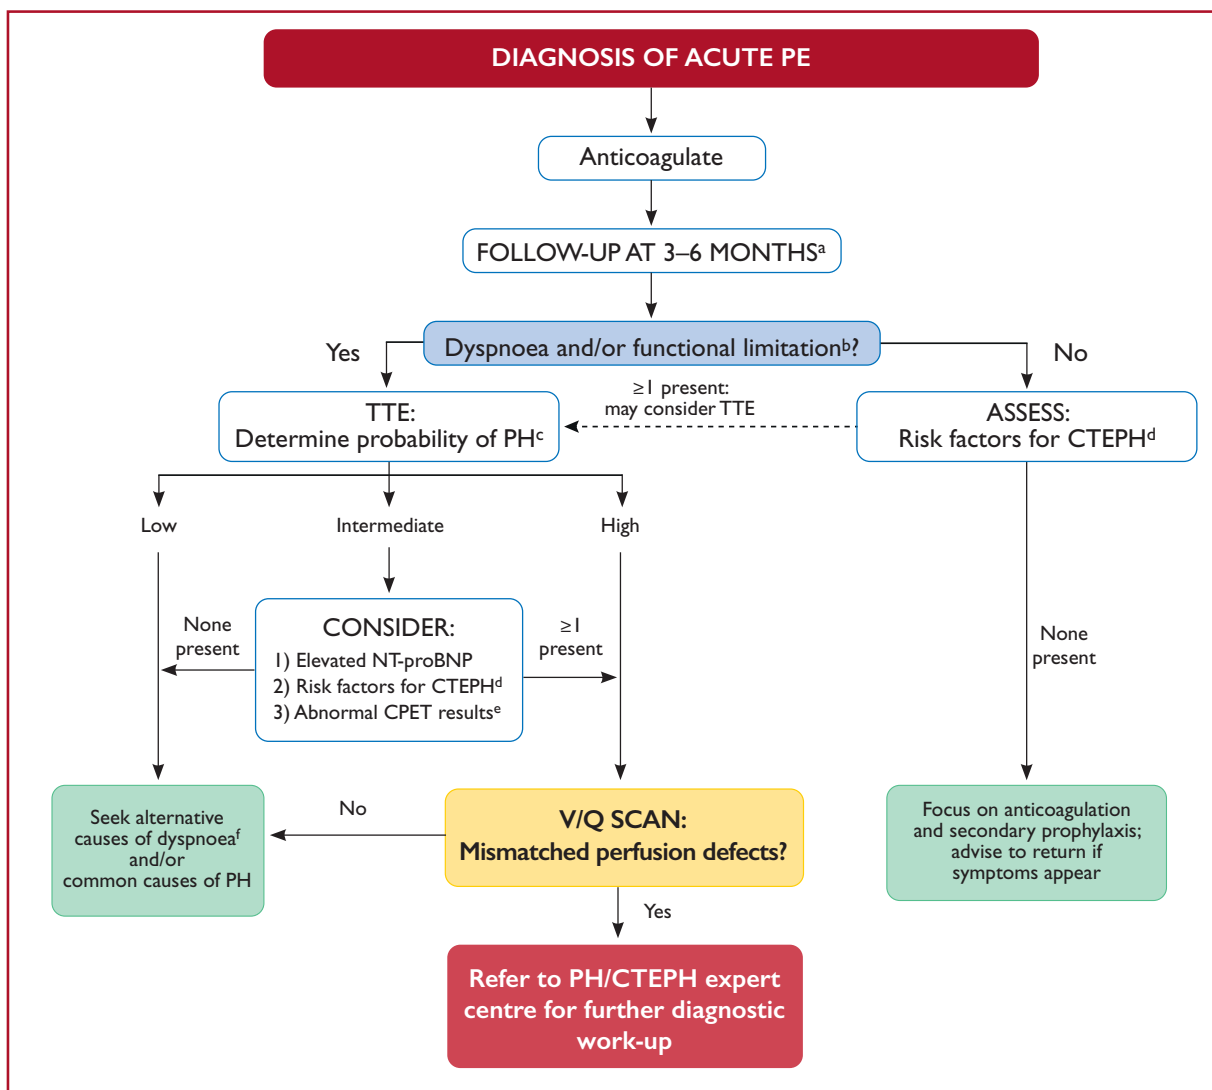 DIAGNOSIS OF ACUTE PE
Anticoagulate
FOLLOW-UP AT 3–6 MONTHSᵃ
Dyspnoea and/or functional limitationᵇ?
Yes
No
≥1 present:
may consider TTE
TTE:
Determine probability of PHᶜ
ASSESS:
Risk factors for CTEPHᵈ
Low
Intermediate
High
None
present
CONSIDER:
1) Elevated NT-proBNP
2) Risk factors for CTEPHᵈ
3) Abnormal CPET resultsᵉ
≥1
present
None
present
Seek alternative
causes of dyspnoeaᶠ
and/or
common causes of PH
No
V/Q SCAN:
Mismatched perfusion defects?
Focus on anticoagulation
and secondary prophylaxis;
advise to return if
symptoms appear
Yes
Refer to PH/CTEPH expert
centre for further diagnostic
work-up